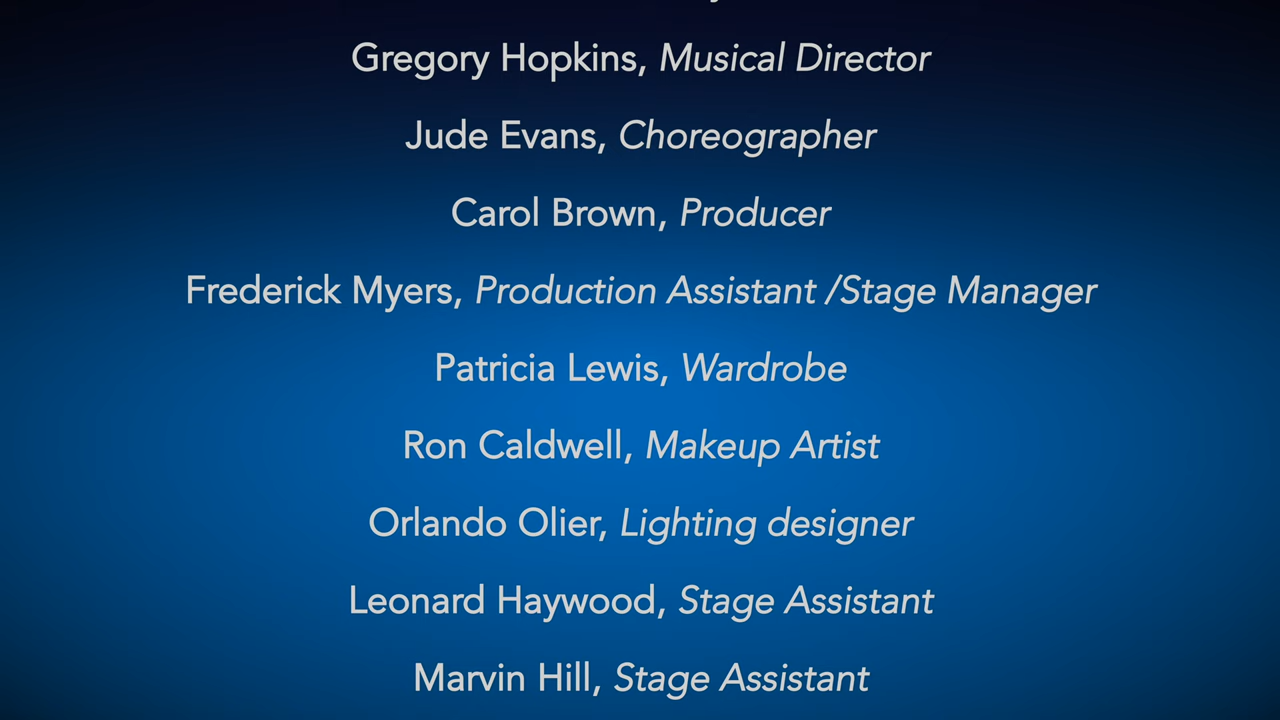 Gregory Hopkins, Musical Director
Jude Evans, Choreographer
Carol Brown, Producer
Frederick Myers, Production Assistant /Stage Manager
Patricia Lewis, Wardrobe
Ron Caldwell, Makeup Artist
Orlando Olier, Lighting designer
Leonard Haywood, Stage Assistant
Marvin Hill, Stage Assistant